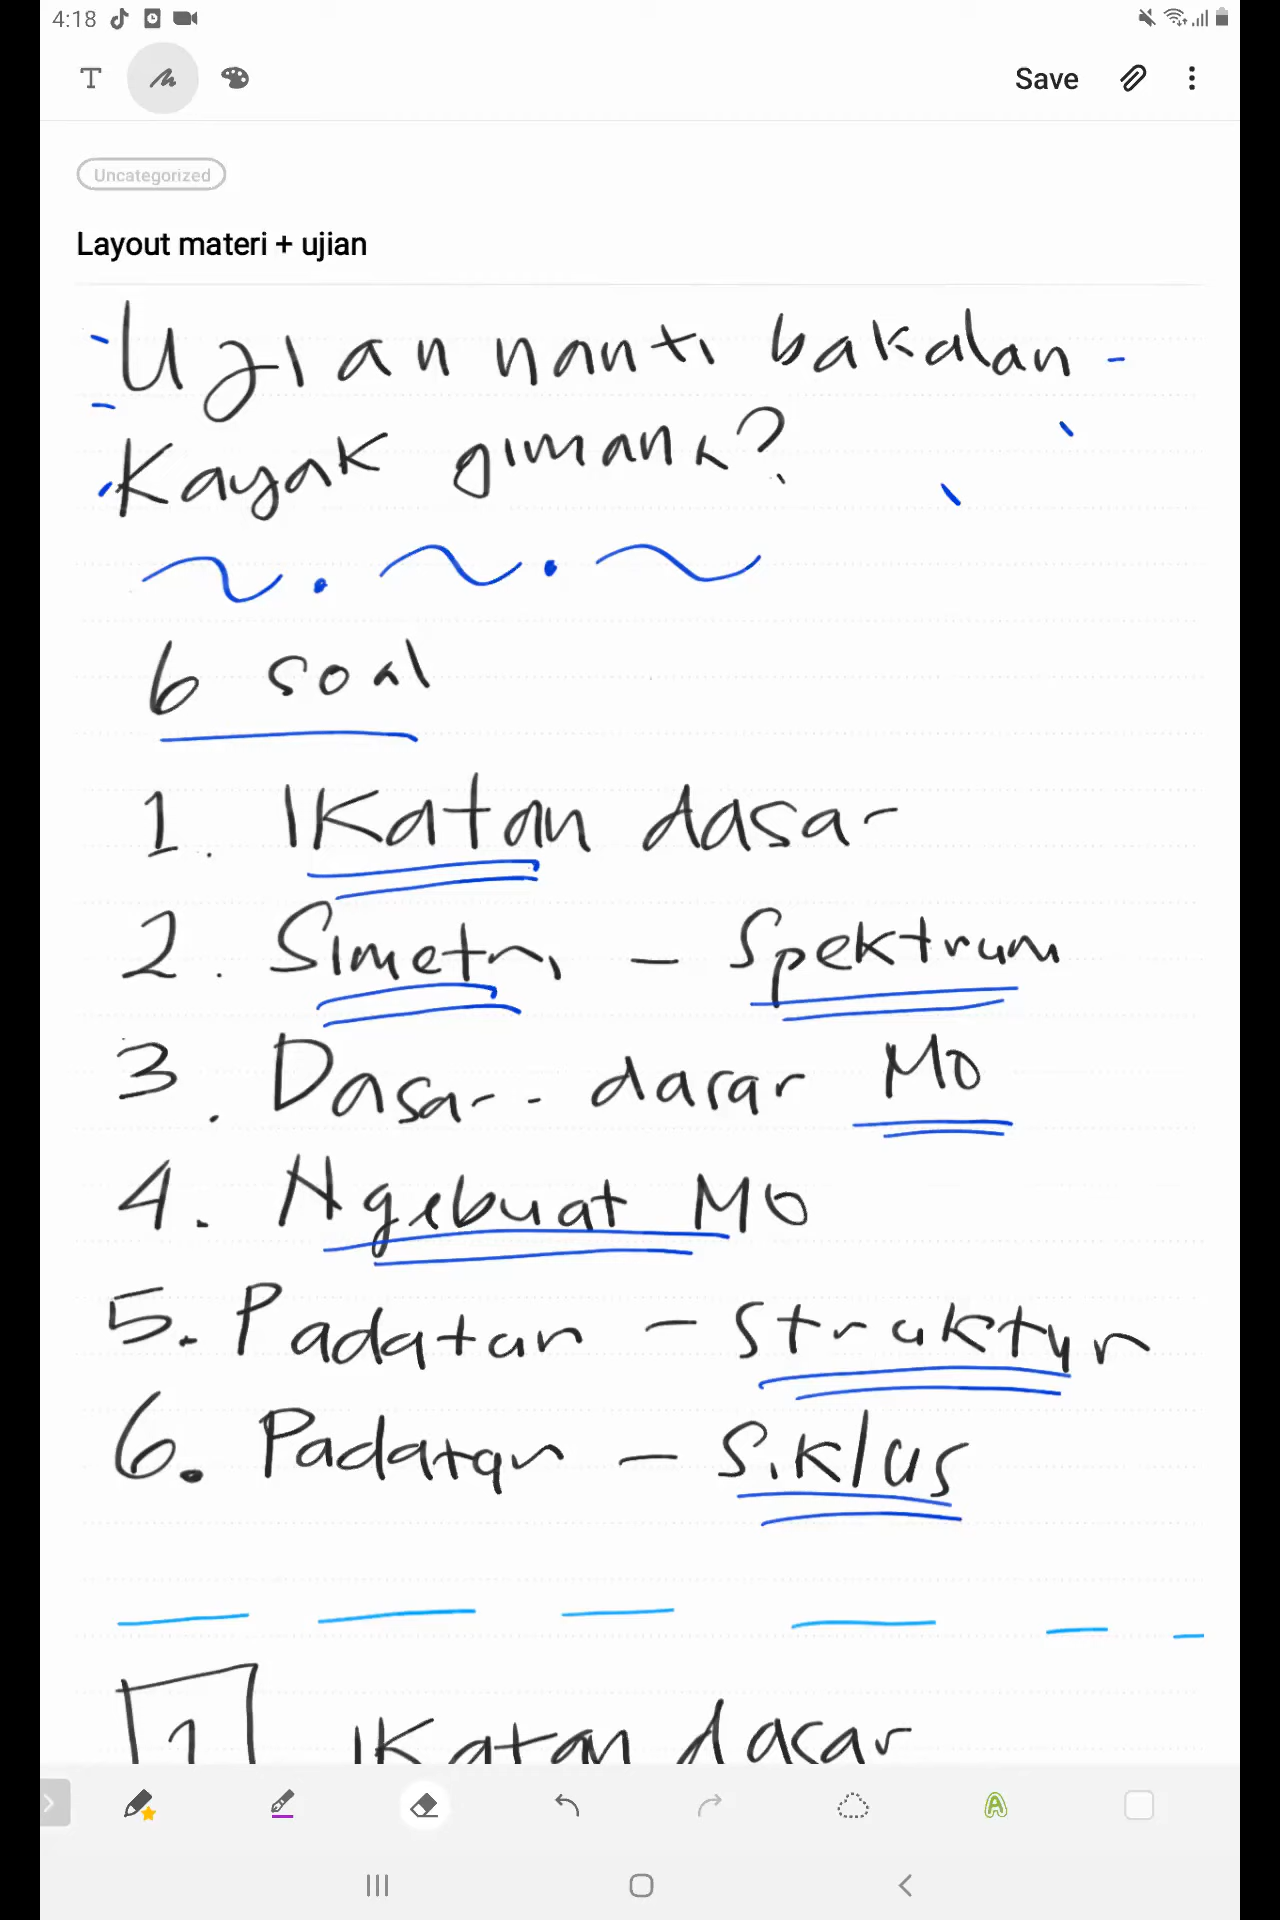 4:18
Save
Uncategorized
Layout materi + ujian
Ujian nanti bakalan
Kayak gimana?
6 soal
1. Ikatan dasar
2. Simetri - Spektrum
3. Dasar-dasar MO
4. Ngebuat MO
5. Padatan - Struktur
6. Padatan - Siklus
1 Ikatan dasar